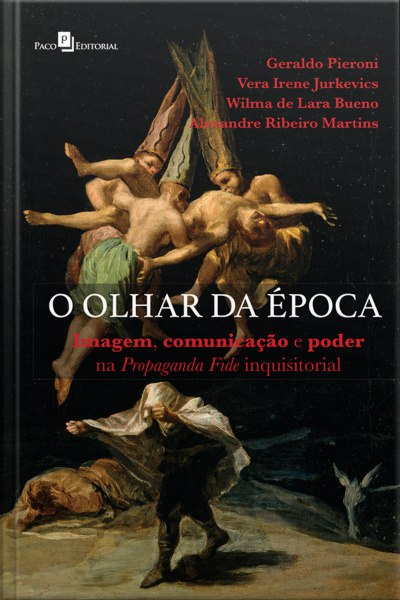 PACO EDITORIAL
Geraldo Pieroni
Vera Irene Jurkevics
Wilma de Lara Bueno
Alexandre Ribeiro Martins
O OLHAR DA ÉPOCA
Imagem, comunicação e poder
na Propaganda Fide inquisitorial